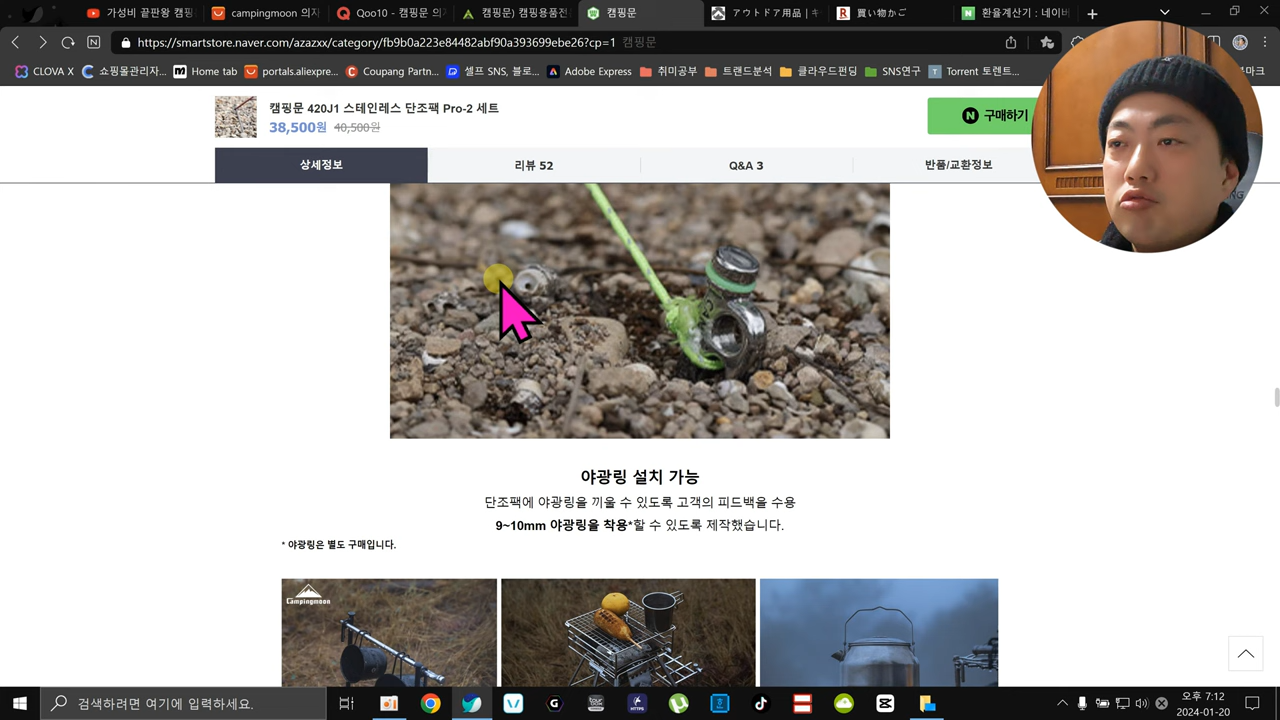 가성비 끝판왕 캠핑
campingmoon 의자
Qoo10 - 캠핑문 의
캠핑문) 캠핑용품전
캠핑문
アウトドア用品 | キ
買い物かご
환율계산기 : 네이버
https://smartstore.naver.com/azazxx/category/fb9b0a223e84482abf90a393699ebe26?cp=1 캠핑문
CLOVA X
쇼핑몰관리자...
Home tab
portals.aliexpre...
Coupang Partn...
셀프 SNS, 블로...
Adobe Express
취미공부
트랜드분석
클라우드펀딩
SNS연구
Torrent 토렌트...
캠핑문 420J1 스테인레스 단조팩 Pro-2 세트
38,500원 40,500원
구매하기
상세정보
리뷰 52
Q&A 3
반품/교환정보
야광링 설치 가능
단조팩에 야광링을 끼울 수 있도록 고객의 피드백을 수용
9~10mm 야광링을 착용*할 수 있도록 제작했습니다.
* 야광링은 별도 구매입니다.
Campingmoon
검색하려면 여기에 입력하세요.
오후 7:12
2024-01-20